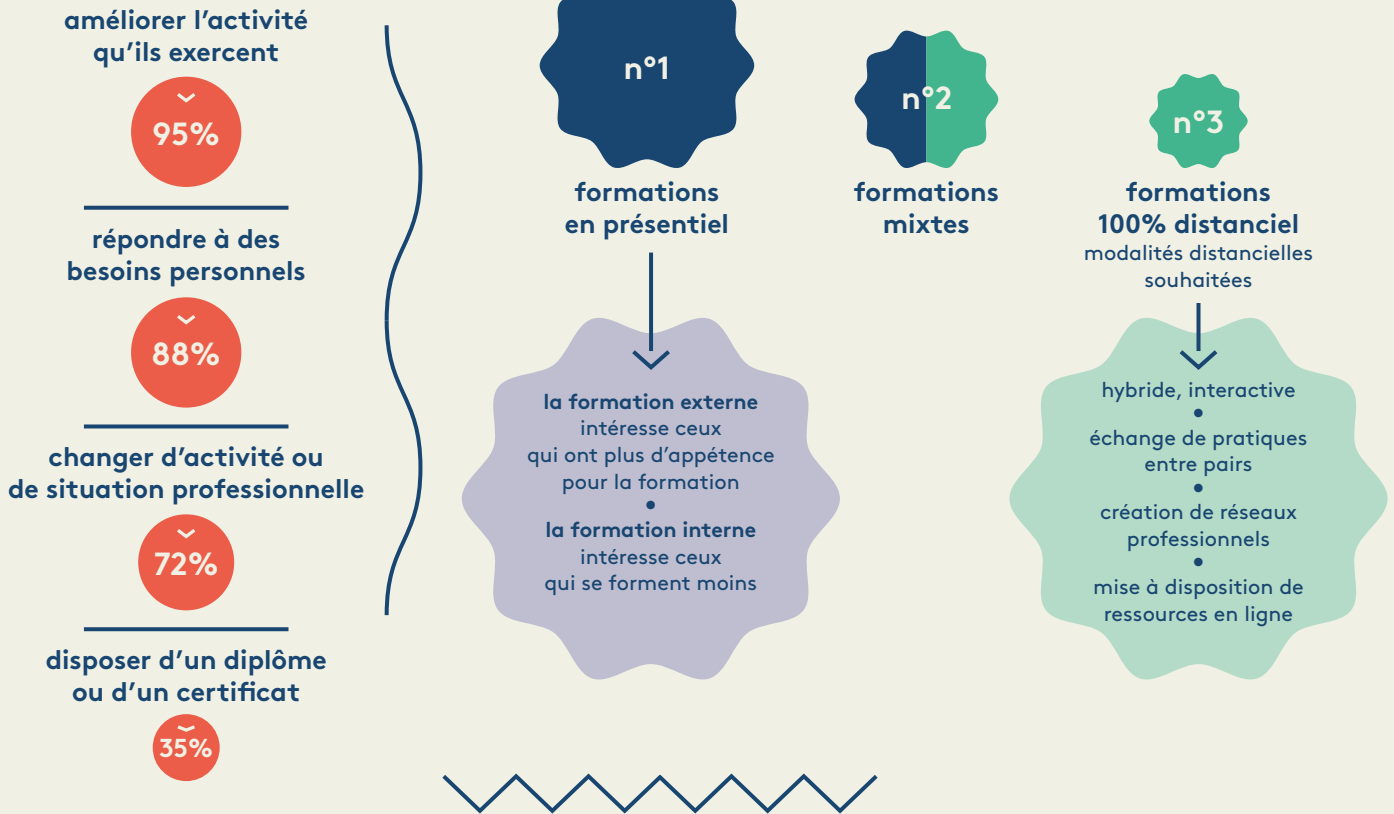 améliorer l’activité
qu’ils exercent
95%
répondre à des
besoins personnels
88%
changer d’activité ou
de situation professionnelle
72%
disposer d’un diplôme
ou d’un certificat
35%
n°1
formations
en présentiel
la formation externe
intéresse ceux
qui ont plus d’appétence
pour la formation
•
la formation interne
intéresse ceux
qui se forment moins
n°2
formations
mixtes
n°3
formations
100% distanciel
modalités distancielles
souhaitées
hybride, interactive
•
échange de pratiques
entre pairs
•
création de réseaux
professionnels
•
mise à disposition de
ressources en ligne